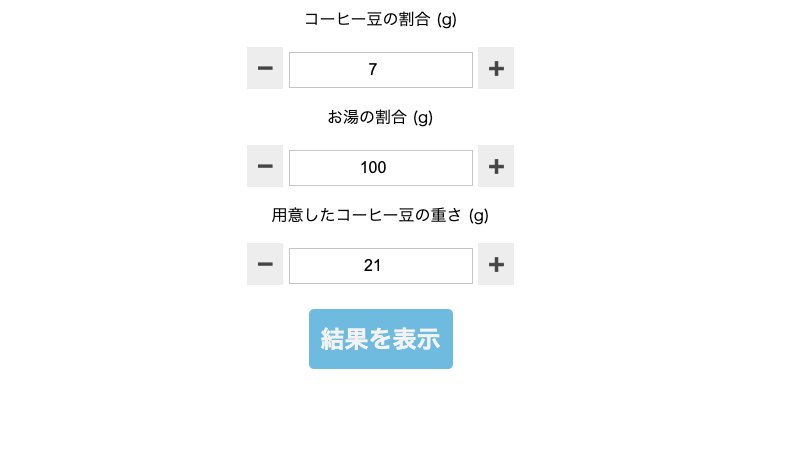 コーヒー豆の割合 (g)
− 7 +
お湯の割合 (g)
− 100 +
用意したコーヒー豆の重さ (g)
− 21 +
結果を表示